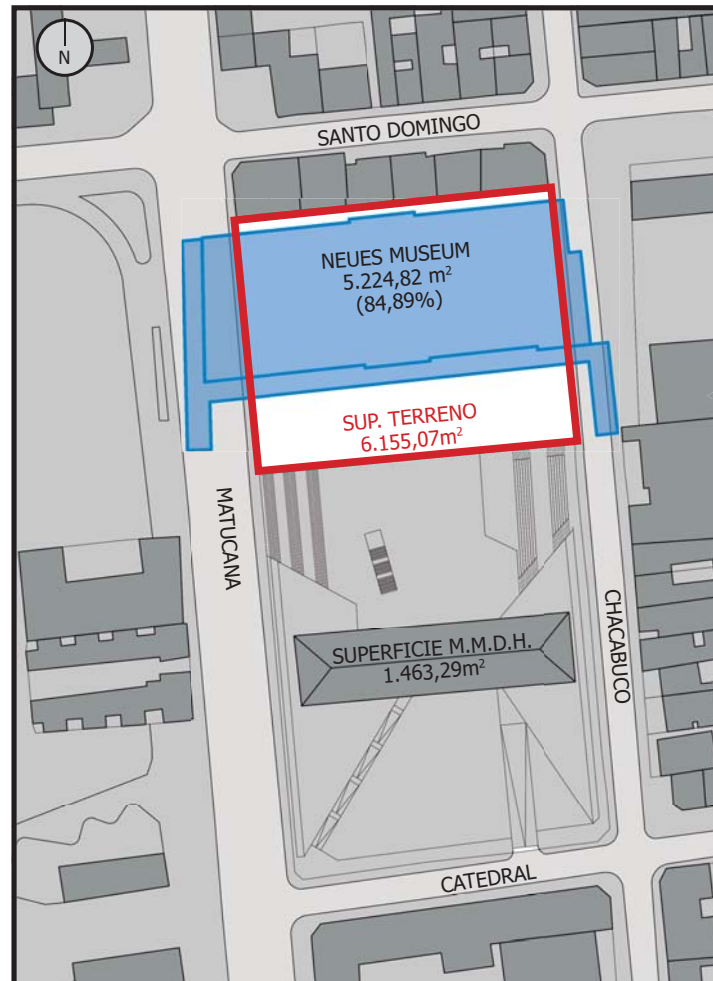 N
SANTO DOMINGO
NEUES MUSEUM
5.224,82 m²
(84,89%)
SUP. TERRENO
6.155,07m²
MATUCANA
CHACABUCO
SUPERFICIE M.M.D.H.
1.463,29m²
CATEDRAL